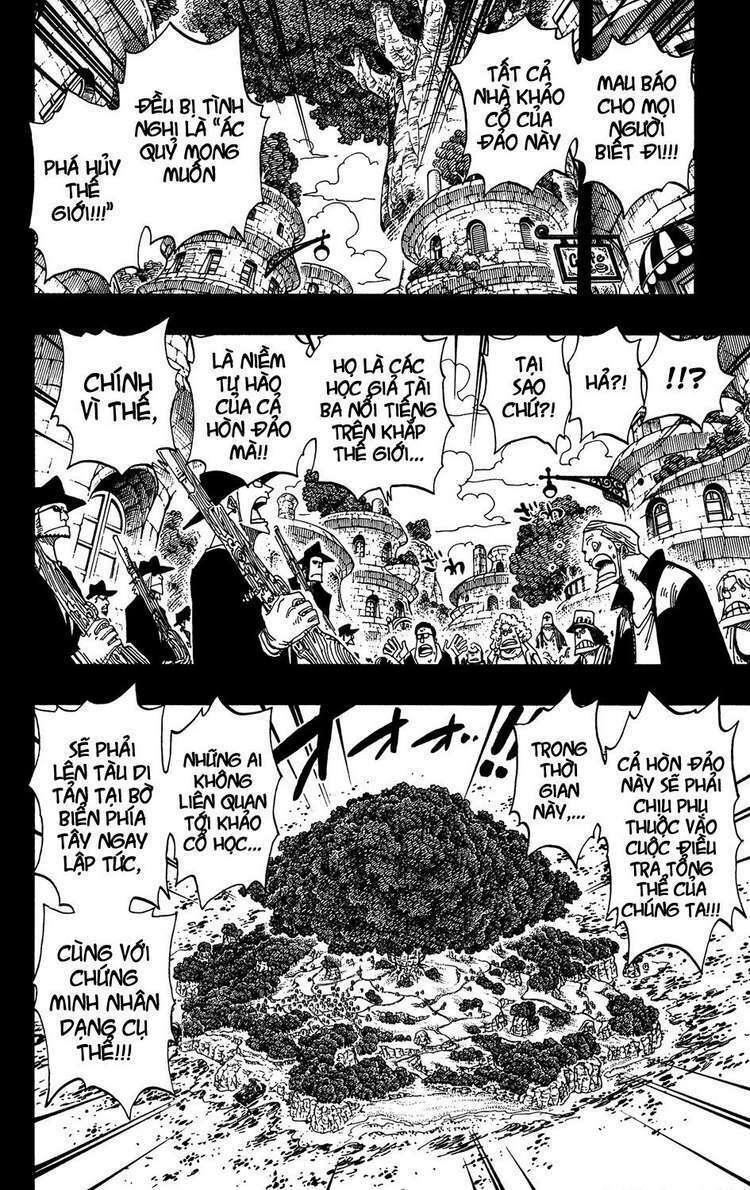 MAU BÁO
CHO MỌI
NGƯỜI
BIẾT ĐI!!!
TẤT CẢ
NHÀ KHẢO
CỔ CỦA
ĐẢO NÀY
ĐỀU BỊ TÌNH
NGHI LÀ "ÁC
QUỶ MONG
MUỐN
PHÁ HỦY
THẾ
GIỚI!!!"
!!?
HẢ?!
TẠI
SAO
CHỨ?!
HỌ LÀ CÁC
HỌC GIẢ TÀI
BA NỔI TIẾNG
TRÊN KHẮP
THẾ GIỚI...
LÀ NIỀM
TỰ HÀO
CỦA CẢ
HÒN ĐẢO
MÀ!!
CHÍNH
VÌ THẾ,
CẢ HÒN ĐẢO
NÀY SẼ PHẢI
CHỊU PHỤ
THUỘC VÀO
CUỘC ĐIỀU
TRA TỔNG
THỂ CỦA
CHÚNG TA!!!
TRONG
THỜI
GIAN
NÀY,...
NHỮNG AI
KHÔNG
LIÊN QUAN
TỚI KHẢO
CỔ HỌC...
SẼ PHẢI
LÊN TÀU DI
TẢN TẠI BỜ
BIỂN PHÍA
TÂY NGAY
LẬP TỨC,
CÙNG VỚI
CHỨNG
MINH NHÂN
DẠNG CỤ
THỂ!!!